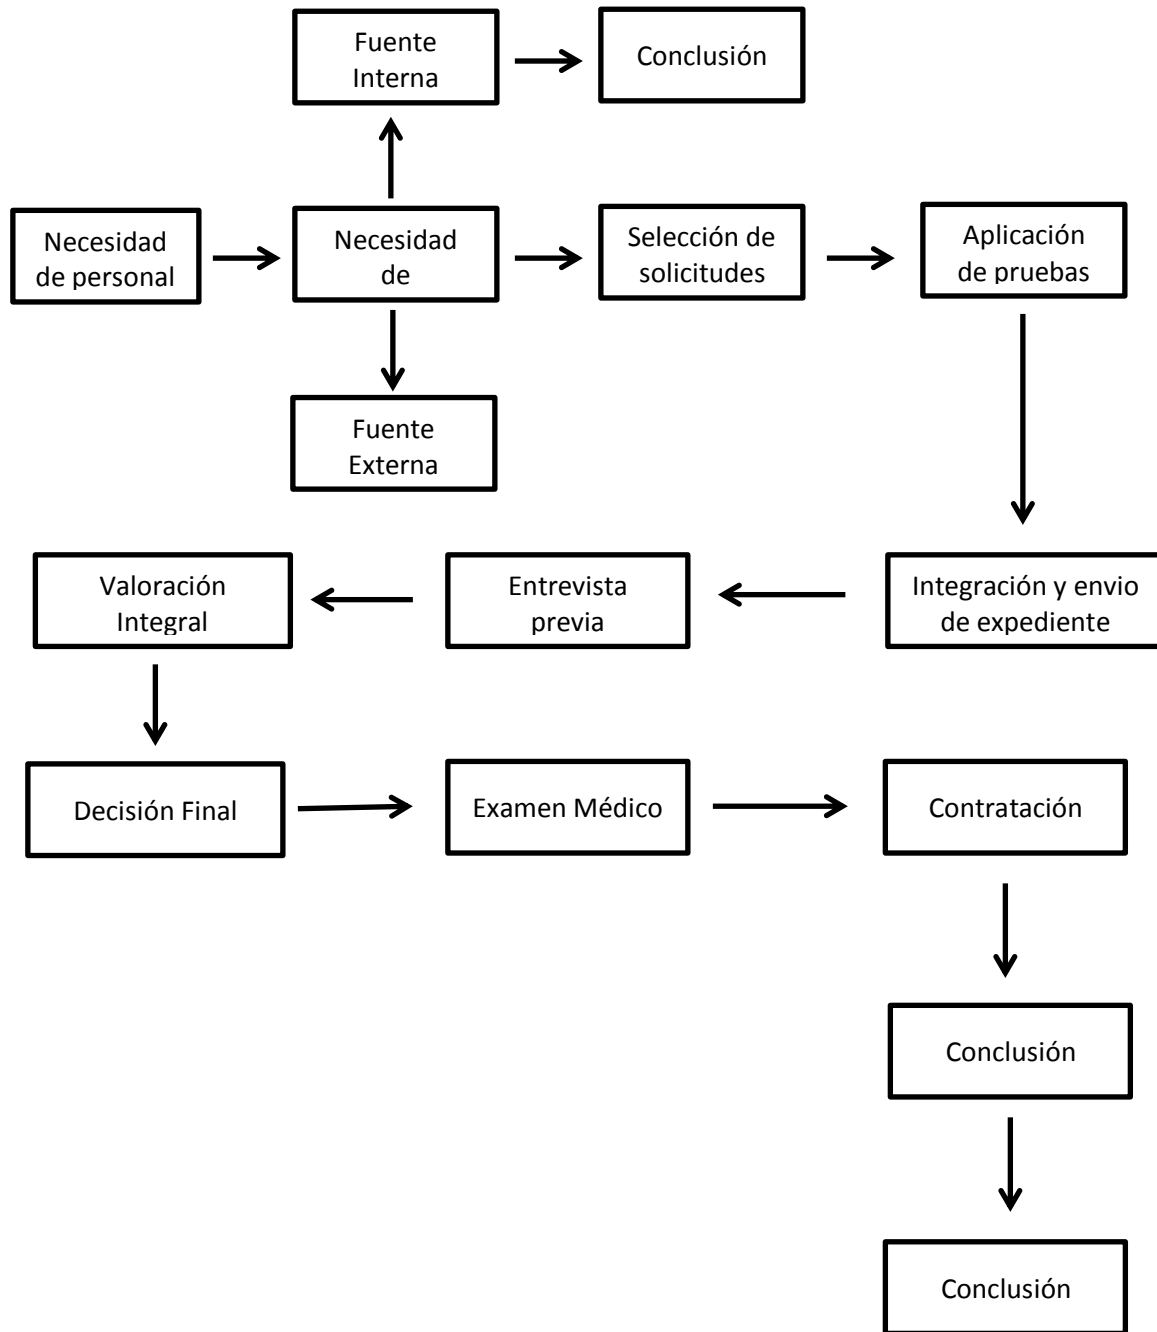 Fuente
Interna
Conclusión
Necesidad
de personal
Necesidad
de
Selección de
solicitudes
Aplicación
de pruebas
Fuente
Externa
Valoración
Integral
Entrevista
previa
Integración y envio
de expediente
Decisión Final
Examen Médico
Contratación
Conclusión
Conclusión